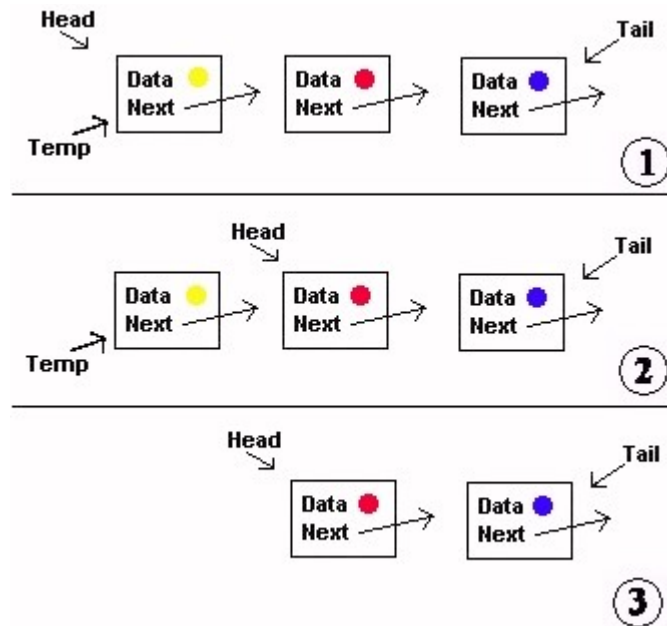 Head
Tail
Data Data Data
Next Next Next
Temp
1
Head
Tail
Data Data Data
Next Next Next
Temp
2
Head
Tail
Data Data
Next Next
3